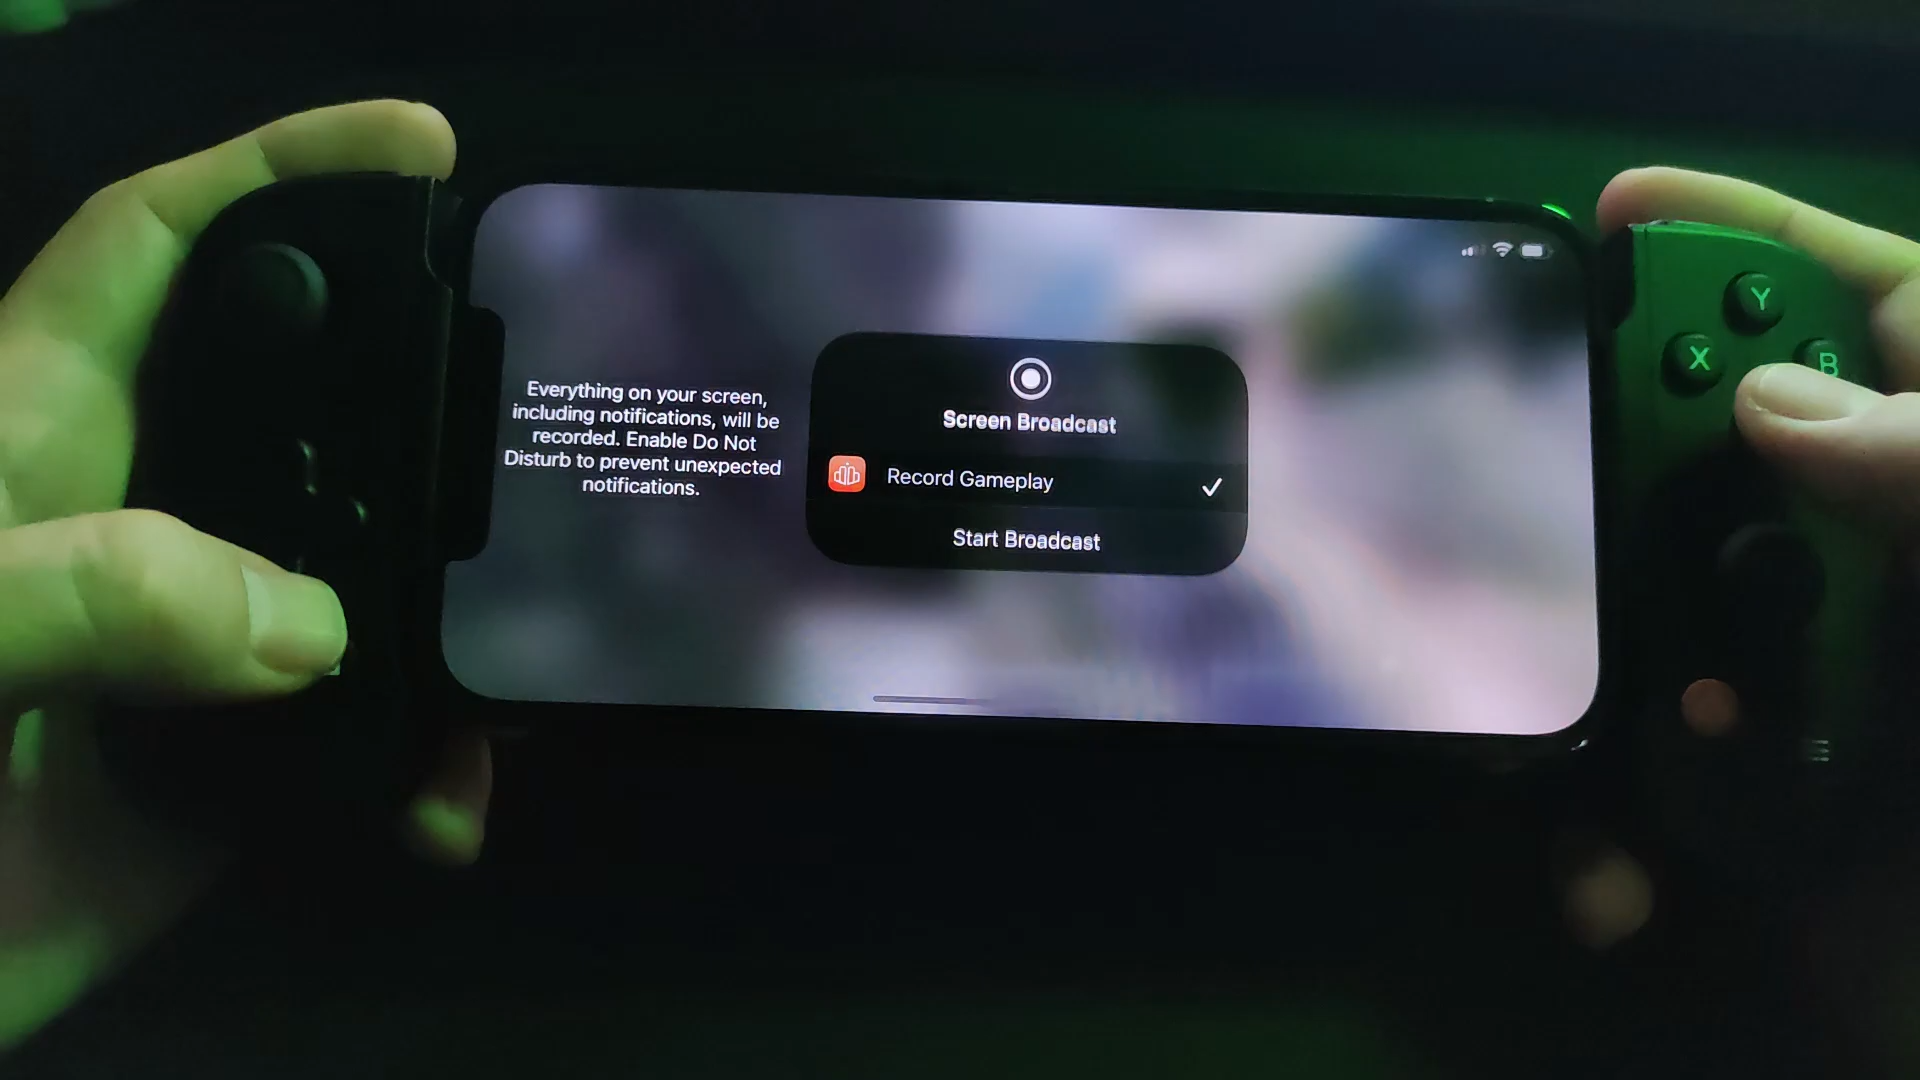 Everything on your screen,
including notifications, will be
recorded. Enable Do Not
Disturb to prevent unexpected
notifications.
Screen Broadcast
Record Gameplay
Start Broadcast
Y
X
B